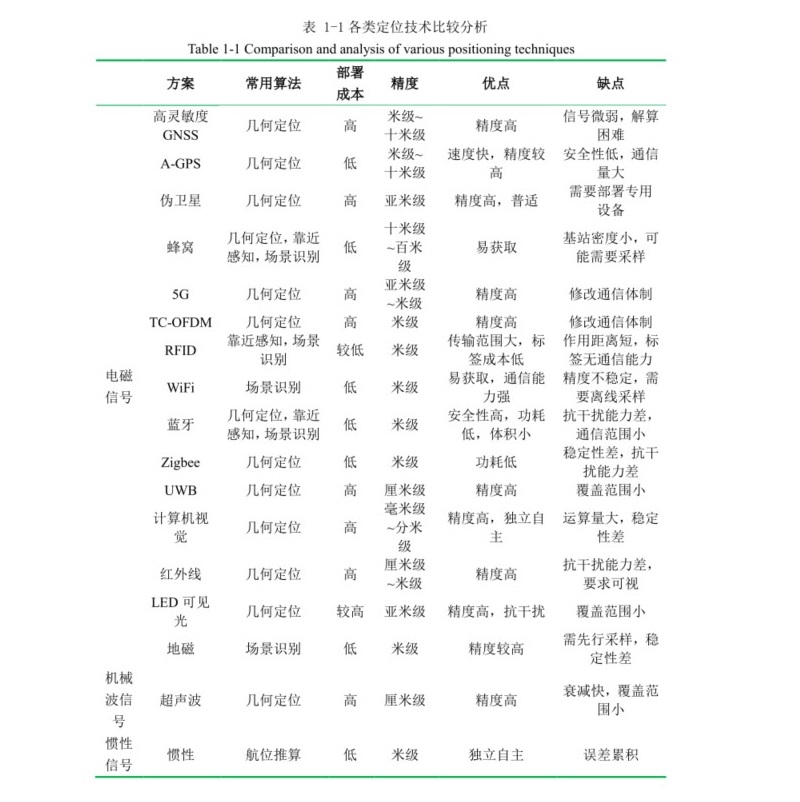 表 1-1 各类定位技术比较分析
Table 1-1 Comparison and analysis of various positioning techniques
方案 常用算法 部署成本 精度 优点 缺点
电磁信号
高灵敏度GNSS 几何定位 高 米级~十米级 精度高 信号微弱，解算困难
A-GPS 几何定位 低 米级~十米级 速度快，精度较高 安全性低，通信量大
伪卫星 几何定位 高 亚米级 精度高，普适 需要部署专用设备
蜂窝 几何定位，靠近感知，场景识别 低 十米级~百米级 易获取 基站密度小，可能需要采样
5G 几何定位 高 亚米级~米级 精度高 修改通信体制
TC-OFDM 几何定位 高 米级 精度高 修改通信体制
RFID 靠近感知，场景识别 较低 米级 传输范围大，标签成本低 作用距离短，标签无通信能力
WiFi 场景识别 低 米级 易获取，通信能力强 精度不稳定，需要离线采样
蓝牙 几何定位，靠近感知，场景识别 低 米级 安全性高，功耗低，体积小 抗干扰能力差，通信范围小
Zigbee 几何定位 低 米级 功耗低 稳定性差，抗干扰能力差
UWB 几何定位 高 厘米级 精度高 覆盖范围小
计算机视觉 几何定位 高 毫米级~分米级 精度高，独立自主 运算量大，稳定性差
红外线 几何定位 高 厘米级~米级 精度高 抗干扰能力差，要求可视
LED 可见光 几何定位 较高 亚米级 精度高，抗干扰 覆盖范围小
地磁 场景识别 低 米级 精度较高 需先行采样，稳定性差
机械波信号 超声波 几何定位 高 厘米级 精度高 衰减快，覆盖范围小
惯性信号 惯性 航位推算 低 米级 独立自主 误差累积